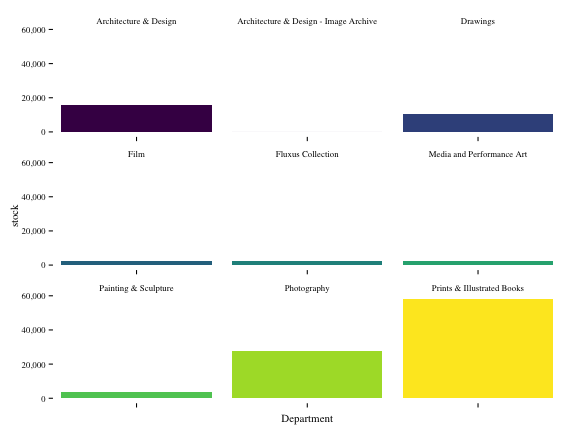 Architecture & Design
Architecture & Design - Image Archive
Drawings
60,000
40,000
20,000
0
Film
Fluxus Collection
Media and Performance Art
60,000
40,000
20,000
0
stock
Painting & Sculpture
Photography
Prints & Illustrated Books
60,000
40,000
20,000
0
Department